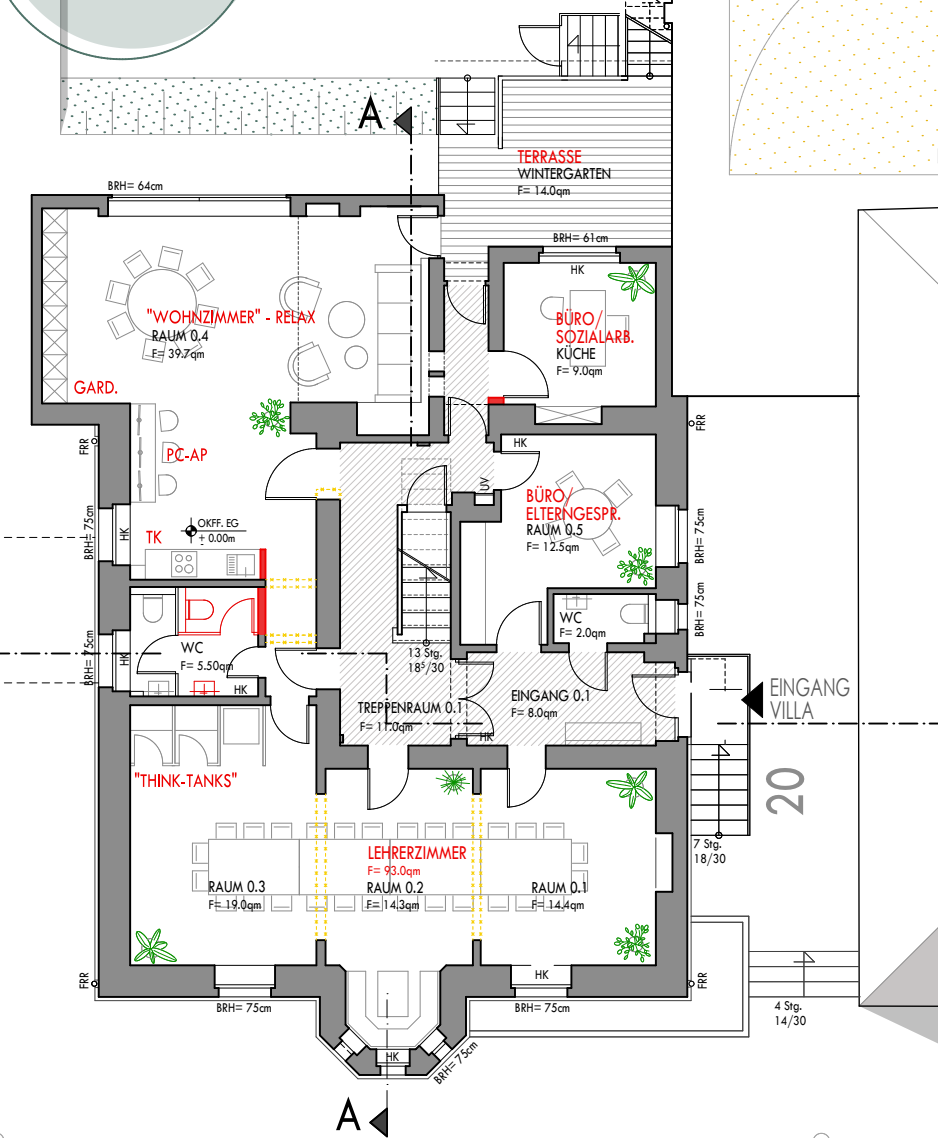 A
TERRASSE
WINTERGARTEN
F= 14.0qm
BRH= 64cm
BRH= 61cm
HK
"WOHNZIMMER" - RELAX
RAUM 0.4
F= 39.7qm
BÜRO/
SOZIALARB.
KÜCHE
F= 9.0qm
GARD.
FRR
FRR
PC-AP
HK
UV
BÜRO/
ELTERNGESPR.
RAUM 0.5
F= 12.5qm
TK
OKFF. EG
+ 0.00m
BRH= 75cm
HK
BRH= 75cm
BRH= 75cm
WC
F= 2.0qm
WC
F= 5.50qm
BRH= 75cm
HK
HK
13 Stg.
18⁵/30
TREPPENRAUM 0.1
F= 11.0qm
EINGANG 0.1
F= 8.0qm
HK
EINGANG
VILLA
20
"THINK-TANKS"
7 Stg.
18/30
LEHRERZIMMER
F= 93.0qm
RAUM 0.3
F= 19.0qm
RAUM 0.2
F= 14.3qm
RAUM 0.1
F= 14.4qm
FRR
HK
FRR
BRH= 75cm
BRH= 75cm
4 Stg.
14/30
HK
BRH= 75cm
A